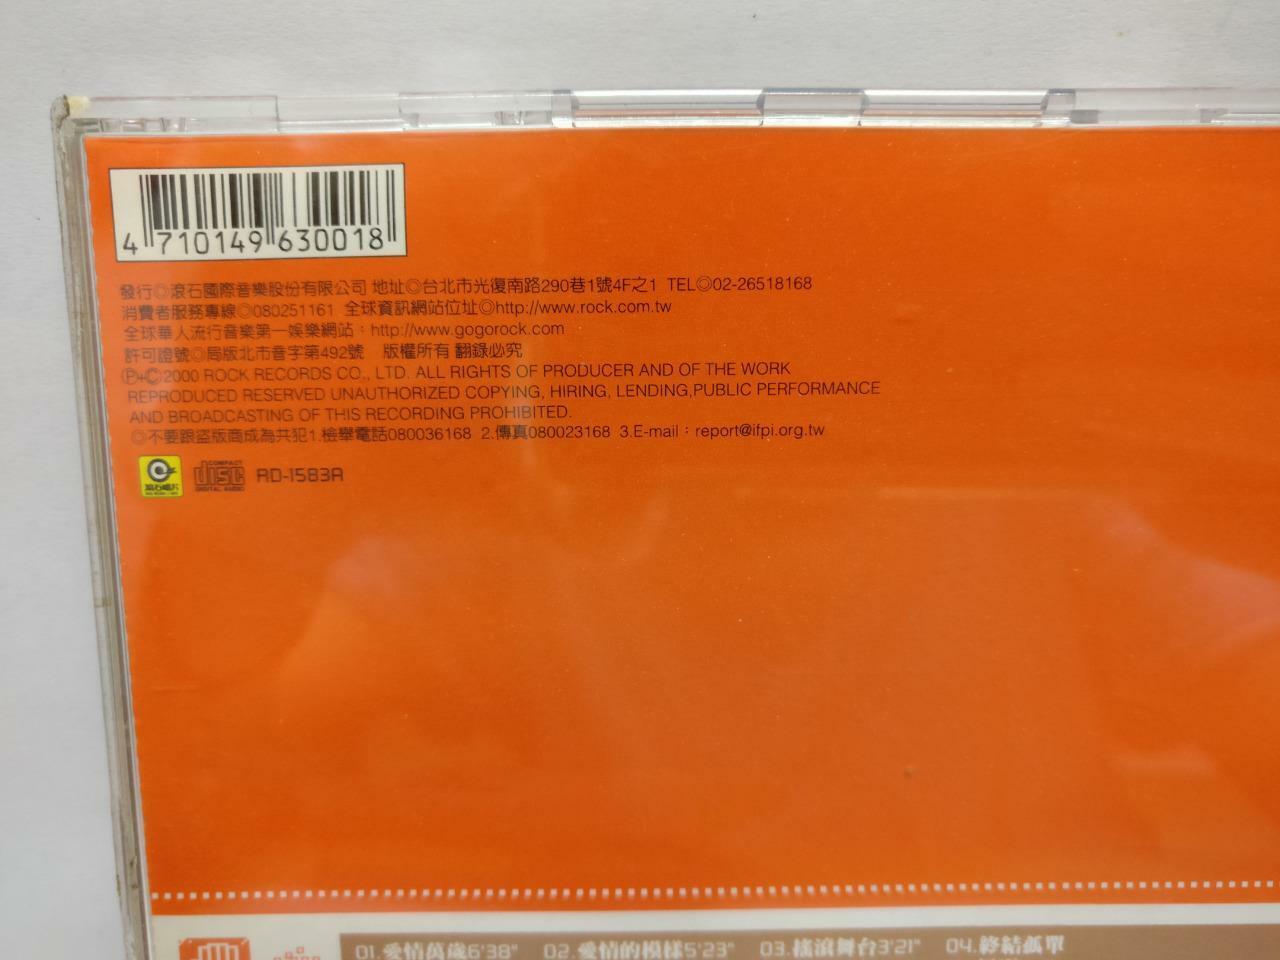 4 710149 630018
發行◎滾石國際音樂股份有限公司 地址◎台北市光復南路290巷1號4F之1 TEL◎02-26518168
消費者服務專線◎080251161 全球資訊網站位址◎http://www.rock.com.tw
全球華人流行音樂第一娛樂網站：http://www.gogorock.com
許可證號◎局版北市音字第492號 版權所有 翻錄必究
Ⓟ+Ⓒ2000 ROCK RECORDS CO., LTD. ALL RIGHTS OF PRODUCER AND OF THE WORK
REPRODUCED RESERVED UNAUTHORIZED COPYING, HIRING, LENDING,PUBLIC PERFORMANCE
AND BROADCASTING OF THIS RECORDING PROHIBITED.
◎不要跟盜版商成為共犯1.檢舉電話080036168 2.傳真080023168 3.E-mail：report@ifpi.org.tw
滾石唱片 COMPACT disc DIGITAL AUDIO RD-1583A
01.愛情萬歲6'38" 02.愛情的模樣5'23" 03.搖滾舞台3'21" 04.終結孤單